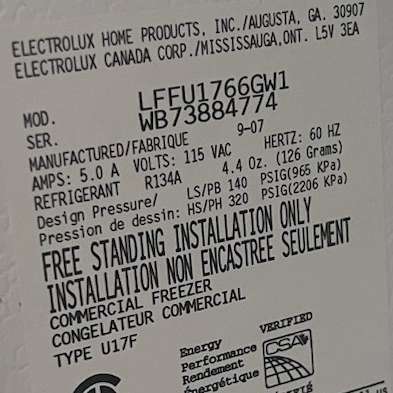 ELECTROLUX HOME PRODUCTS, INC./AUGUSTA, GA. 30907
ELECTROLUX CANADA CORP./MISSISSAUGA,ONT. L5V 3EA
MOD. LFFU1766GW1
SER. WB73884774
MANUFACTURED/FABRIQUE 9-07
AMPS: 5.0 A VOLTS: 115 VAC HERTZ: 60 HZ
REFRIGERANT R134A 4.4 Oz. (126 Grams)
Design Pressure/ LS/PB 140 PSIG(965 KPa)
Pression de dessin: HS/PH 320 PSIG(2206 KPa)
FREE STANDING INSTALLATION ONLY
INSTALLATION NON ENCASTREE SEULEMENT
COMMERCIAL FREEZER
CONGELATEUR COMMERCIAL
TYPE U17F
Energy VERIFIED
Performance
Rendement CSA
Énergétique